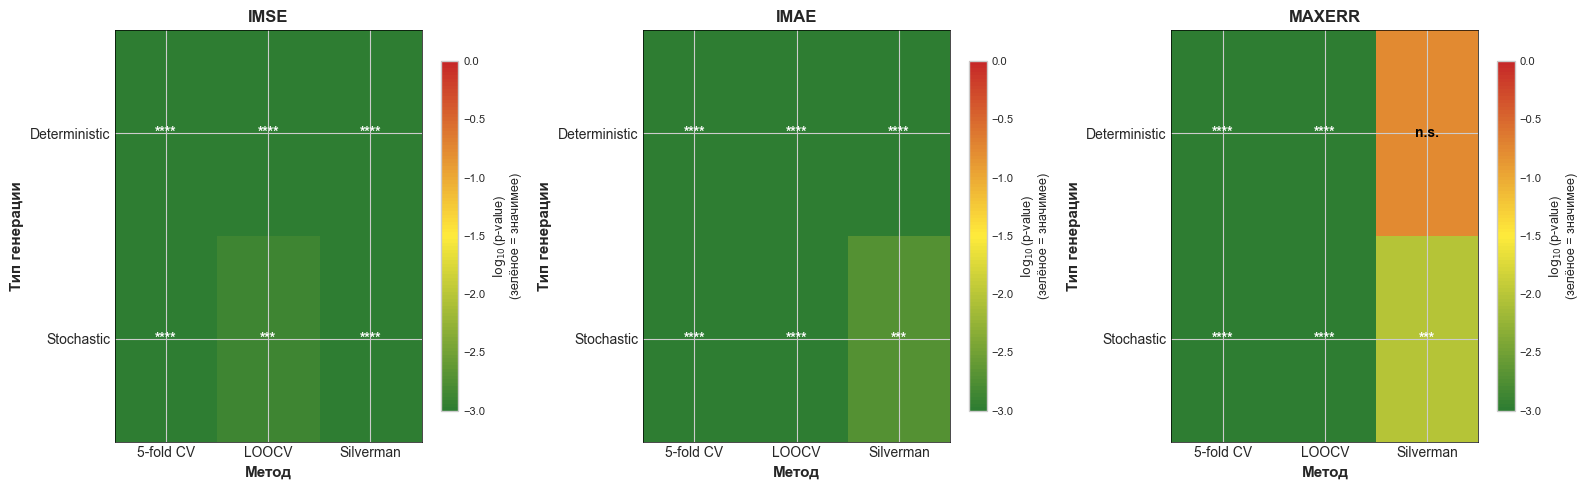 IMSE
Тип генерации
Deterministic
Stochastic
**** **** ****
**** *** ****
5-fold CV LOOCV Silverman
Метод
0.0
−0.5
−1.0
−1.5
−2.0
−2.5
−3.0
log₁₀(p-value)
(зелёное = значимее)
IMAE
Тип генерации
Deterministic
Stochastic
**** **** ****
**** **** ***
5-fold CV LOOCV Silverman
Метод
0.0
−0.5
−1.0
−1.5
−2.0
−2.5
−3.0
log₁₀(p-value)
(зелёное = значимее)
MAXERR
Тип генерации
Deterministic
Stochastic
**** **** n.s.
**** **** ***
5-fold CV LOOCV Silverman
Метод
0.0
−0.5
−1.0
−1.5
−2.0
−2.5
−3.0
log₁₀(p-value)
(зелёное = значимее)